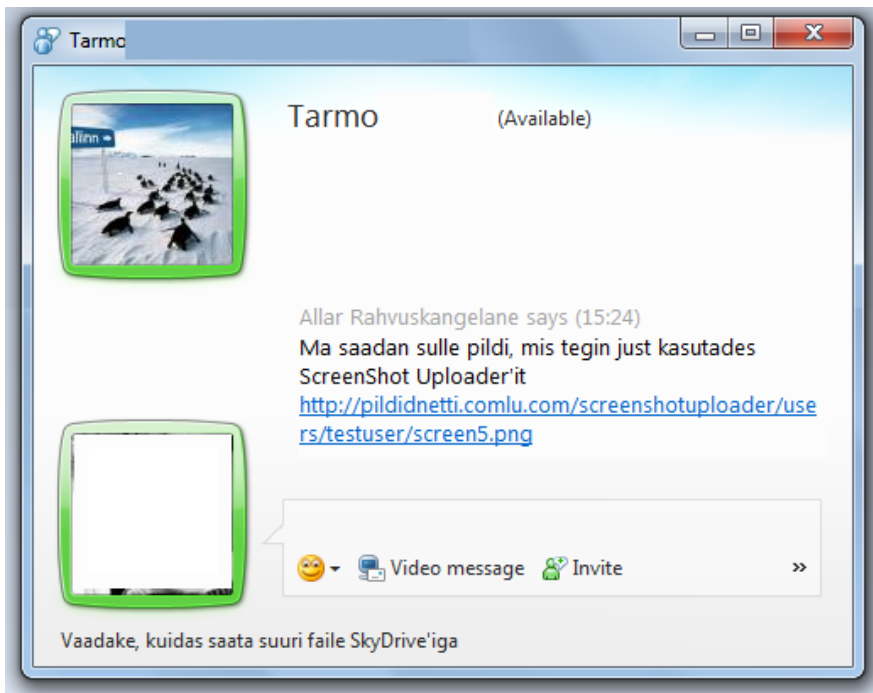 Tarmo
Tarmo (Available)
allinn
Allar Rahvuskangelane says (15:24)
Ma saadan sulle pildi, mis tegin just kasutades
ScreenShot Uploader'it
http://pildidnetti.comlu.com/screenshotuploader/use
rs/testuser/screen5.png
Video message Invite »
Vaadake, kuidas saata suuri faile SkyDrive'iga